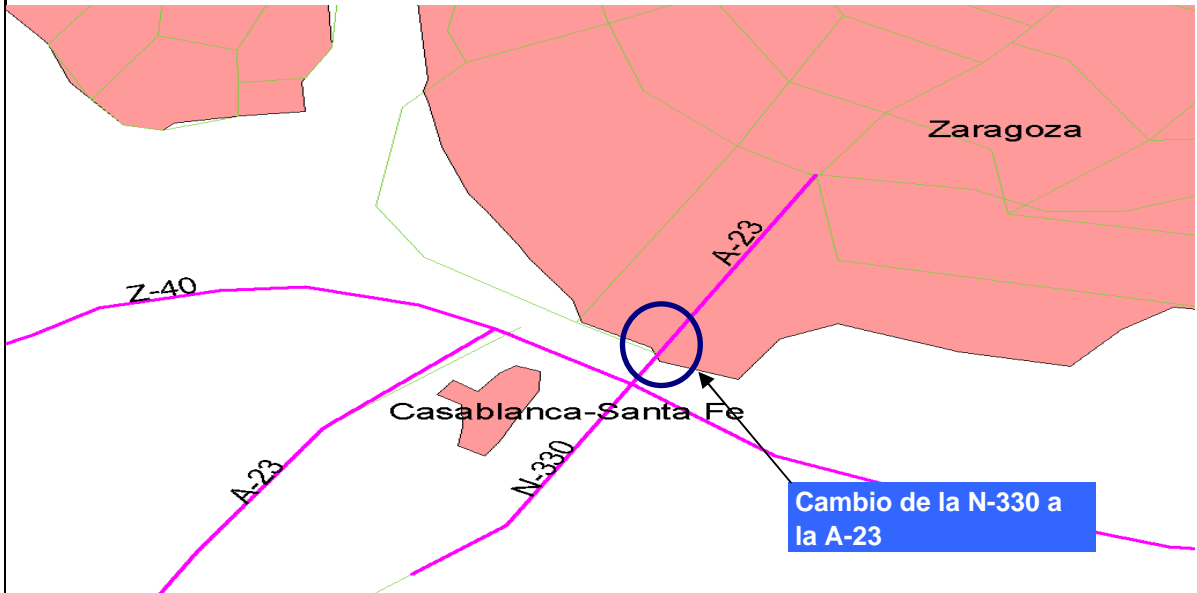 Zaragoza
A-23
Z-40
Casablanca-Santa Fe
A-23
N-330
Cambio de la N-330 a
la A-23